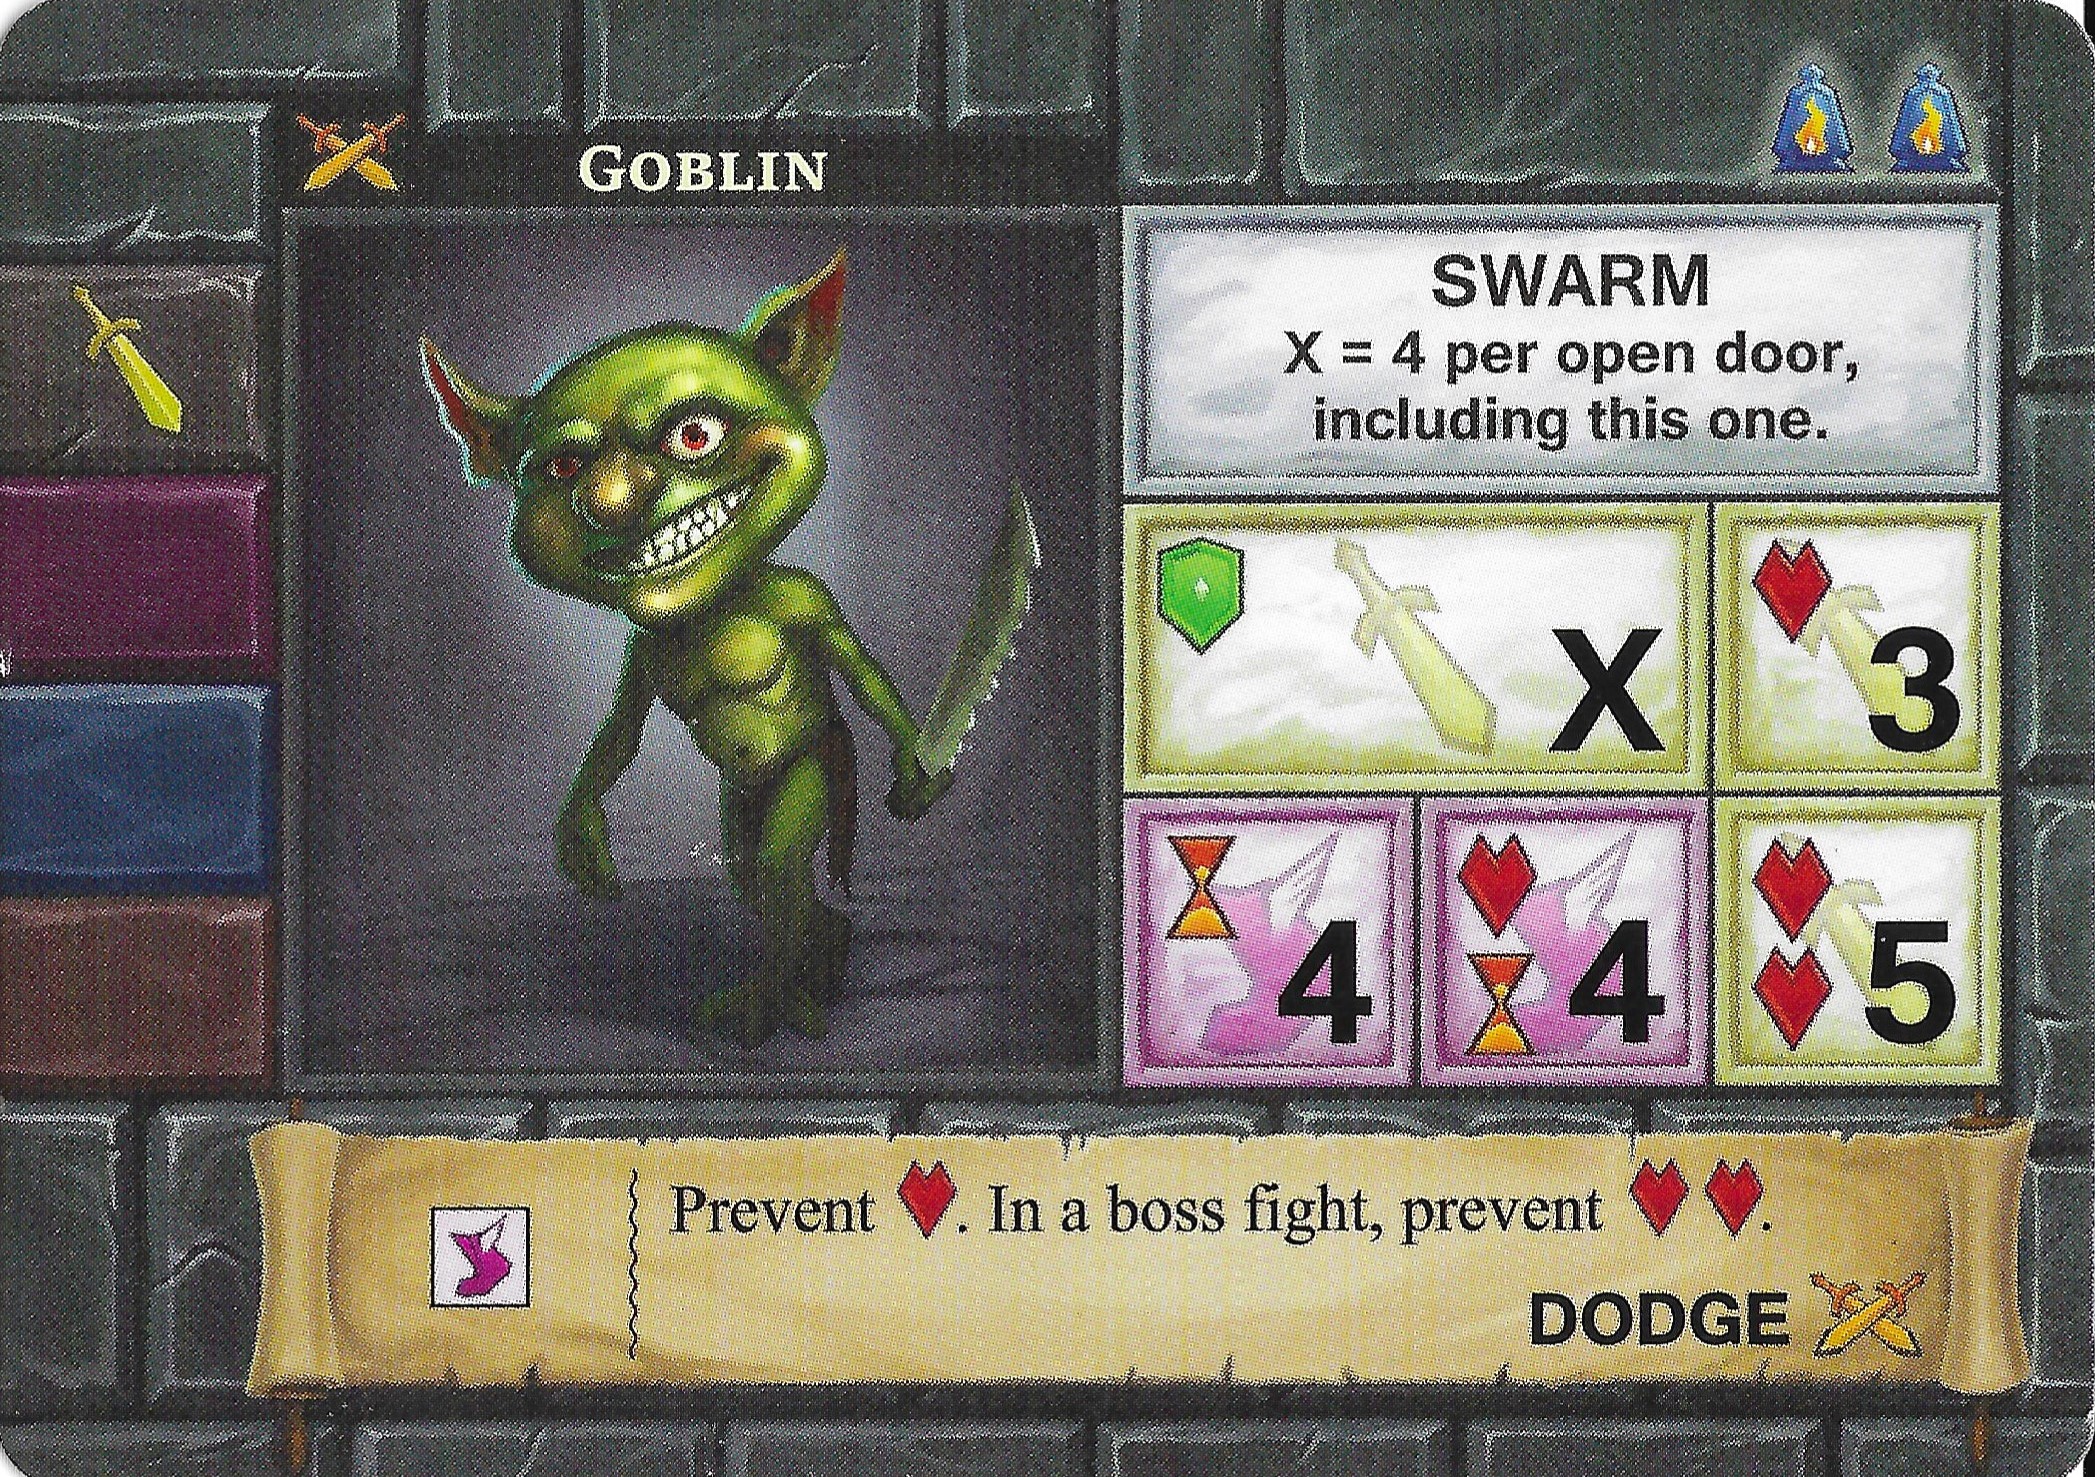 GOBLIN
SWARM
X = 4 per open door,
including this one.
X
3
4
4
5
Prevent . In a boss fight, prevent .
DODGE